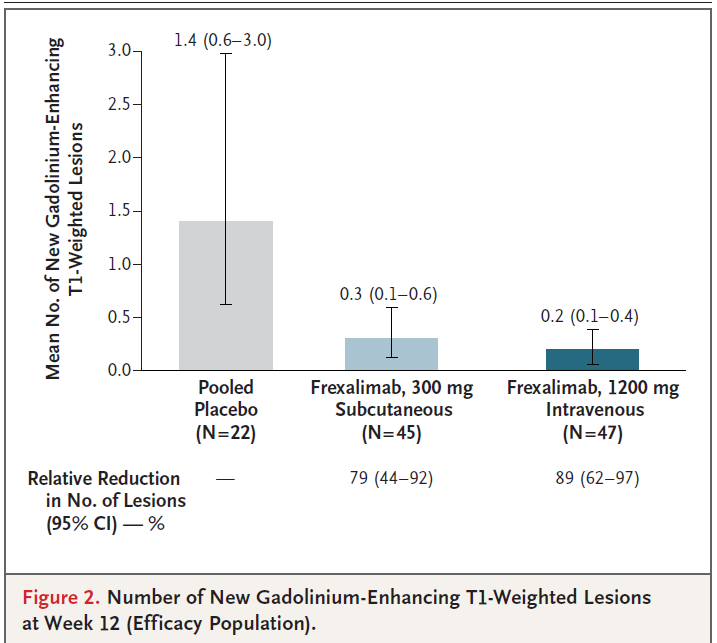 Mean No. of New Gadolinium-Enhancing
T1-Weighted Lesions
3.0
2.5
2.0
1.5
1.0
0.5
0.0
1.4 (0.6–3.0)
0.3 (0.1–0.6)
0.2 (0.1–0.4)
Pooled
Placebo
(N=22)
Frexalimab, 300 mg
Subcutaneous
(N=45)
Frexalimab, 1200 mg
Intravenous
(N=47)
Relative Reduction
in No. of Lesions
(95% CI) — %
—
79 (44–92)
89 (62–97)
Figure 2. Number of New Gadolinium-Enhancing T1-Weighted Lesions
at Week 12 (Efficacy Population).